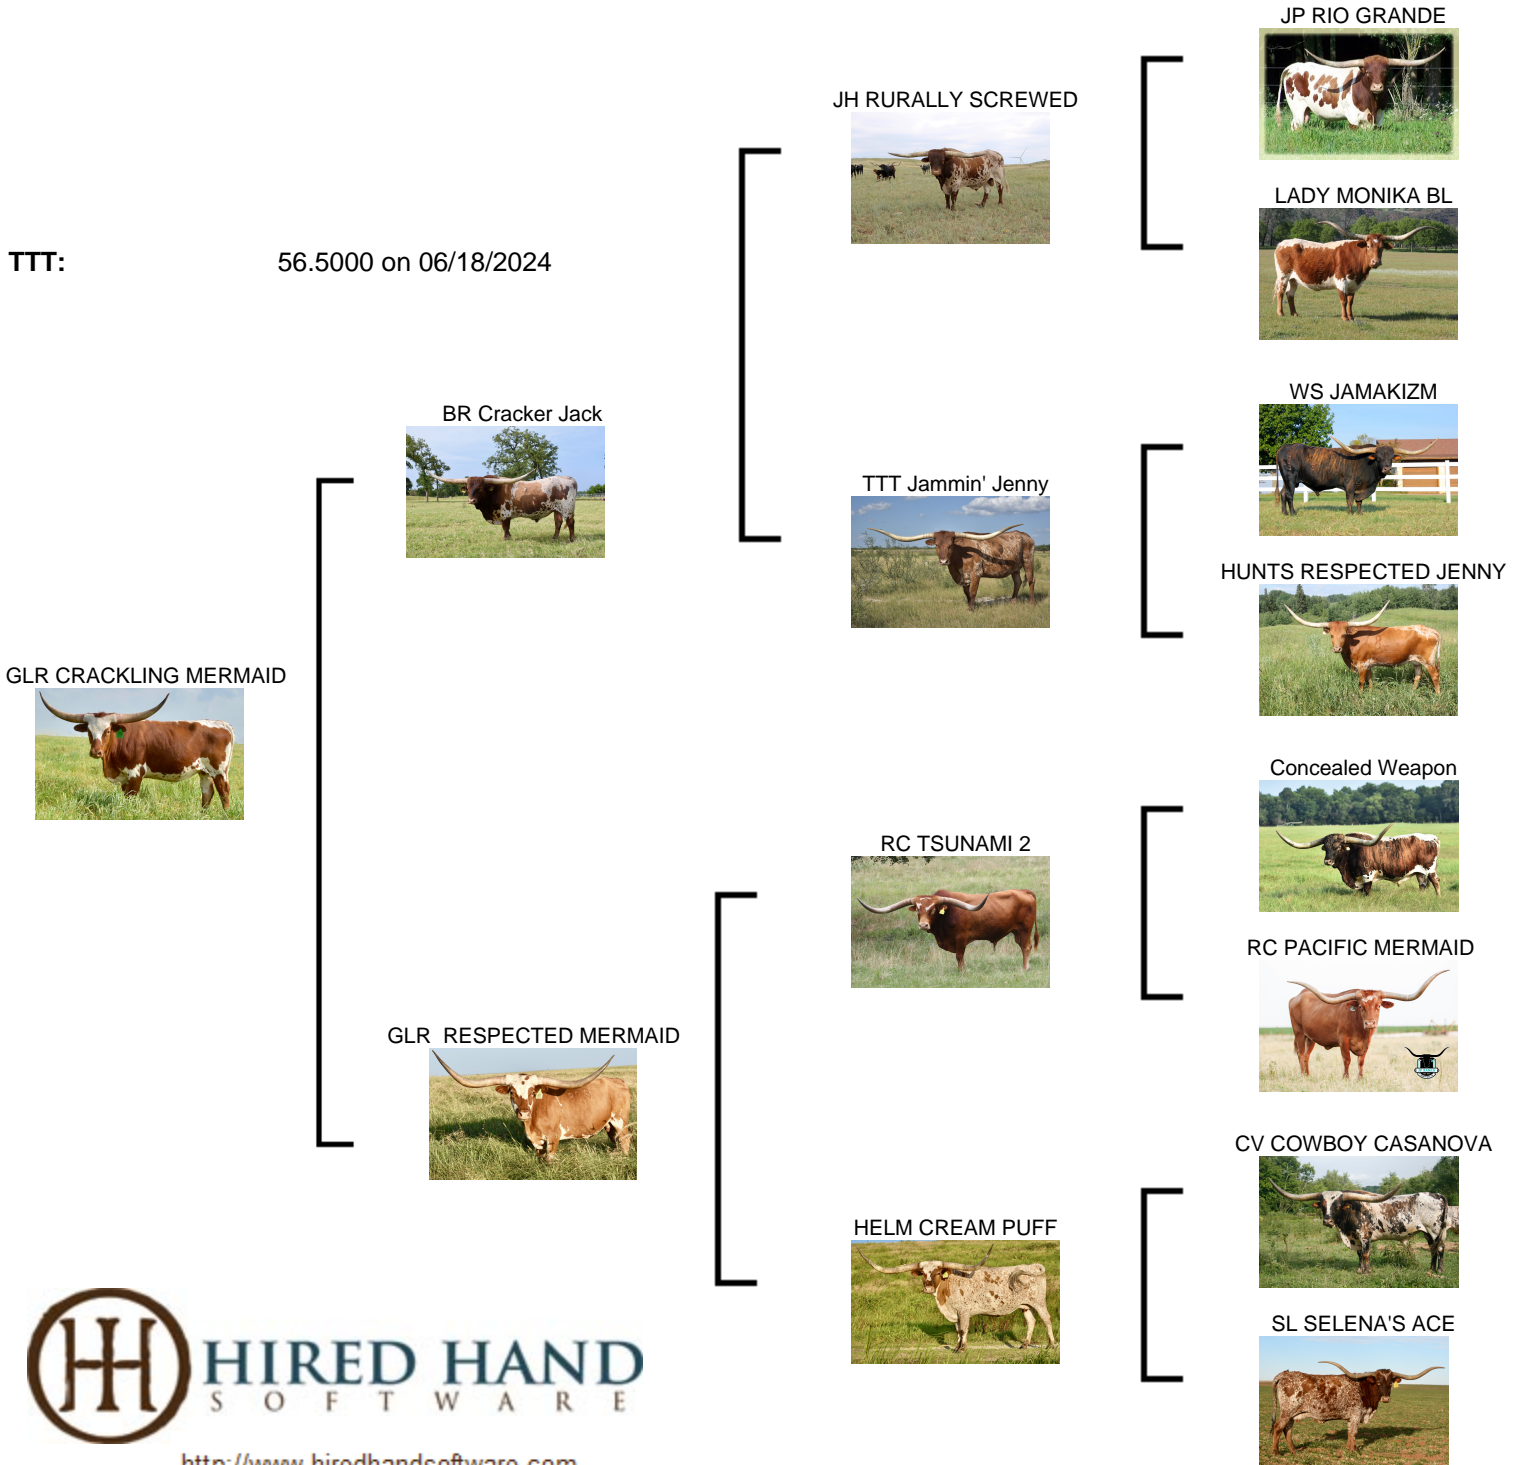 JP RIO GRANDE
JH RURALLY SCREWED
LADY MONIKA BL
TTT: 56.5000 on 06/18/2024
WS JAMAKIZM
BR Cracker Jack
TTT Jammin' Jenny
HUNTS RESPECTED JENNY
GLR CRACKLING MERMAID
Concealed Weapon
RC TSUNAMI 2
RC PACIFIC MERMAID
GLR RESPECTED MERMAID
CV COWBOY CASANOVA
HELM CREAM PUFF
SL SELENA'S ACE
HIRED HAND
SOFTWARE
http://www.hiredhandsoftware.com